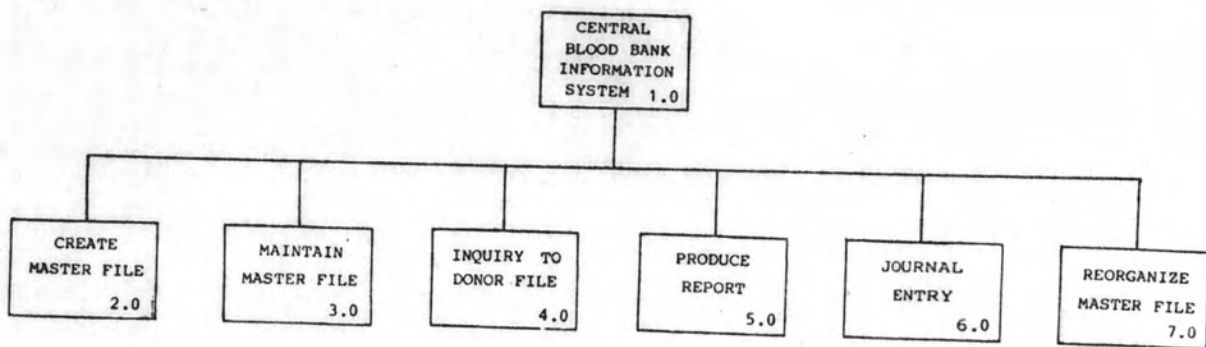 CENTRAL
BLOOD BANK
INFORMATION
SYSTEM 1.0
CREATE
MASTER FILE
2.0
MAINTAIN
MASTER FILE
3.0
INQUIRY TO
DONOR FILE
4.0
PRODUCE
REPORT
5.0
JOURNAL
ENTRY
6.0
REORGANIZE
MASTER FILE
7.0